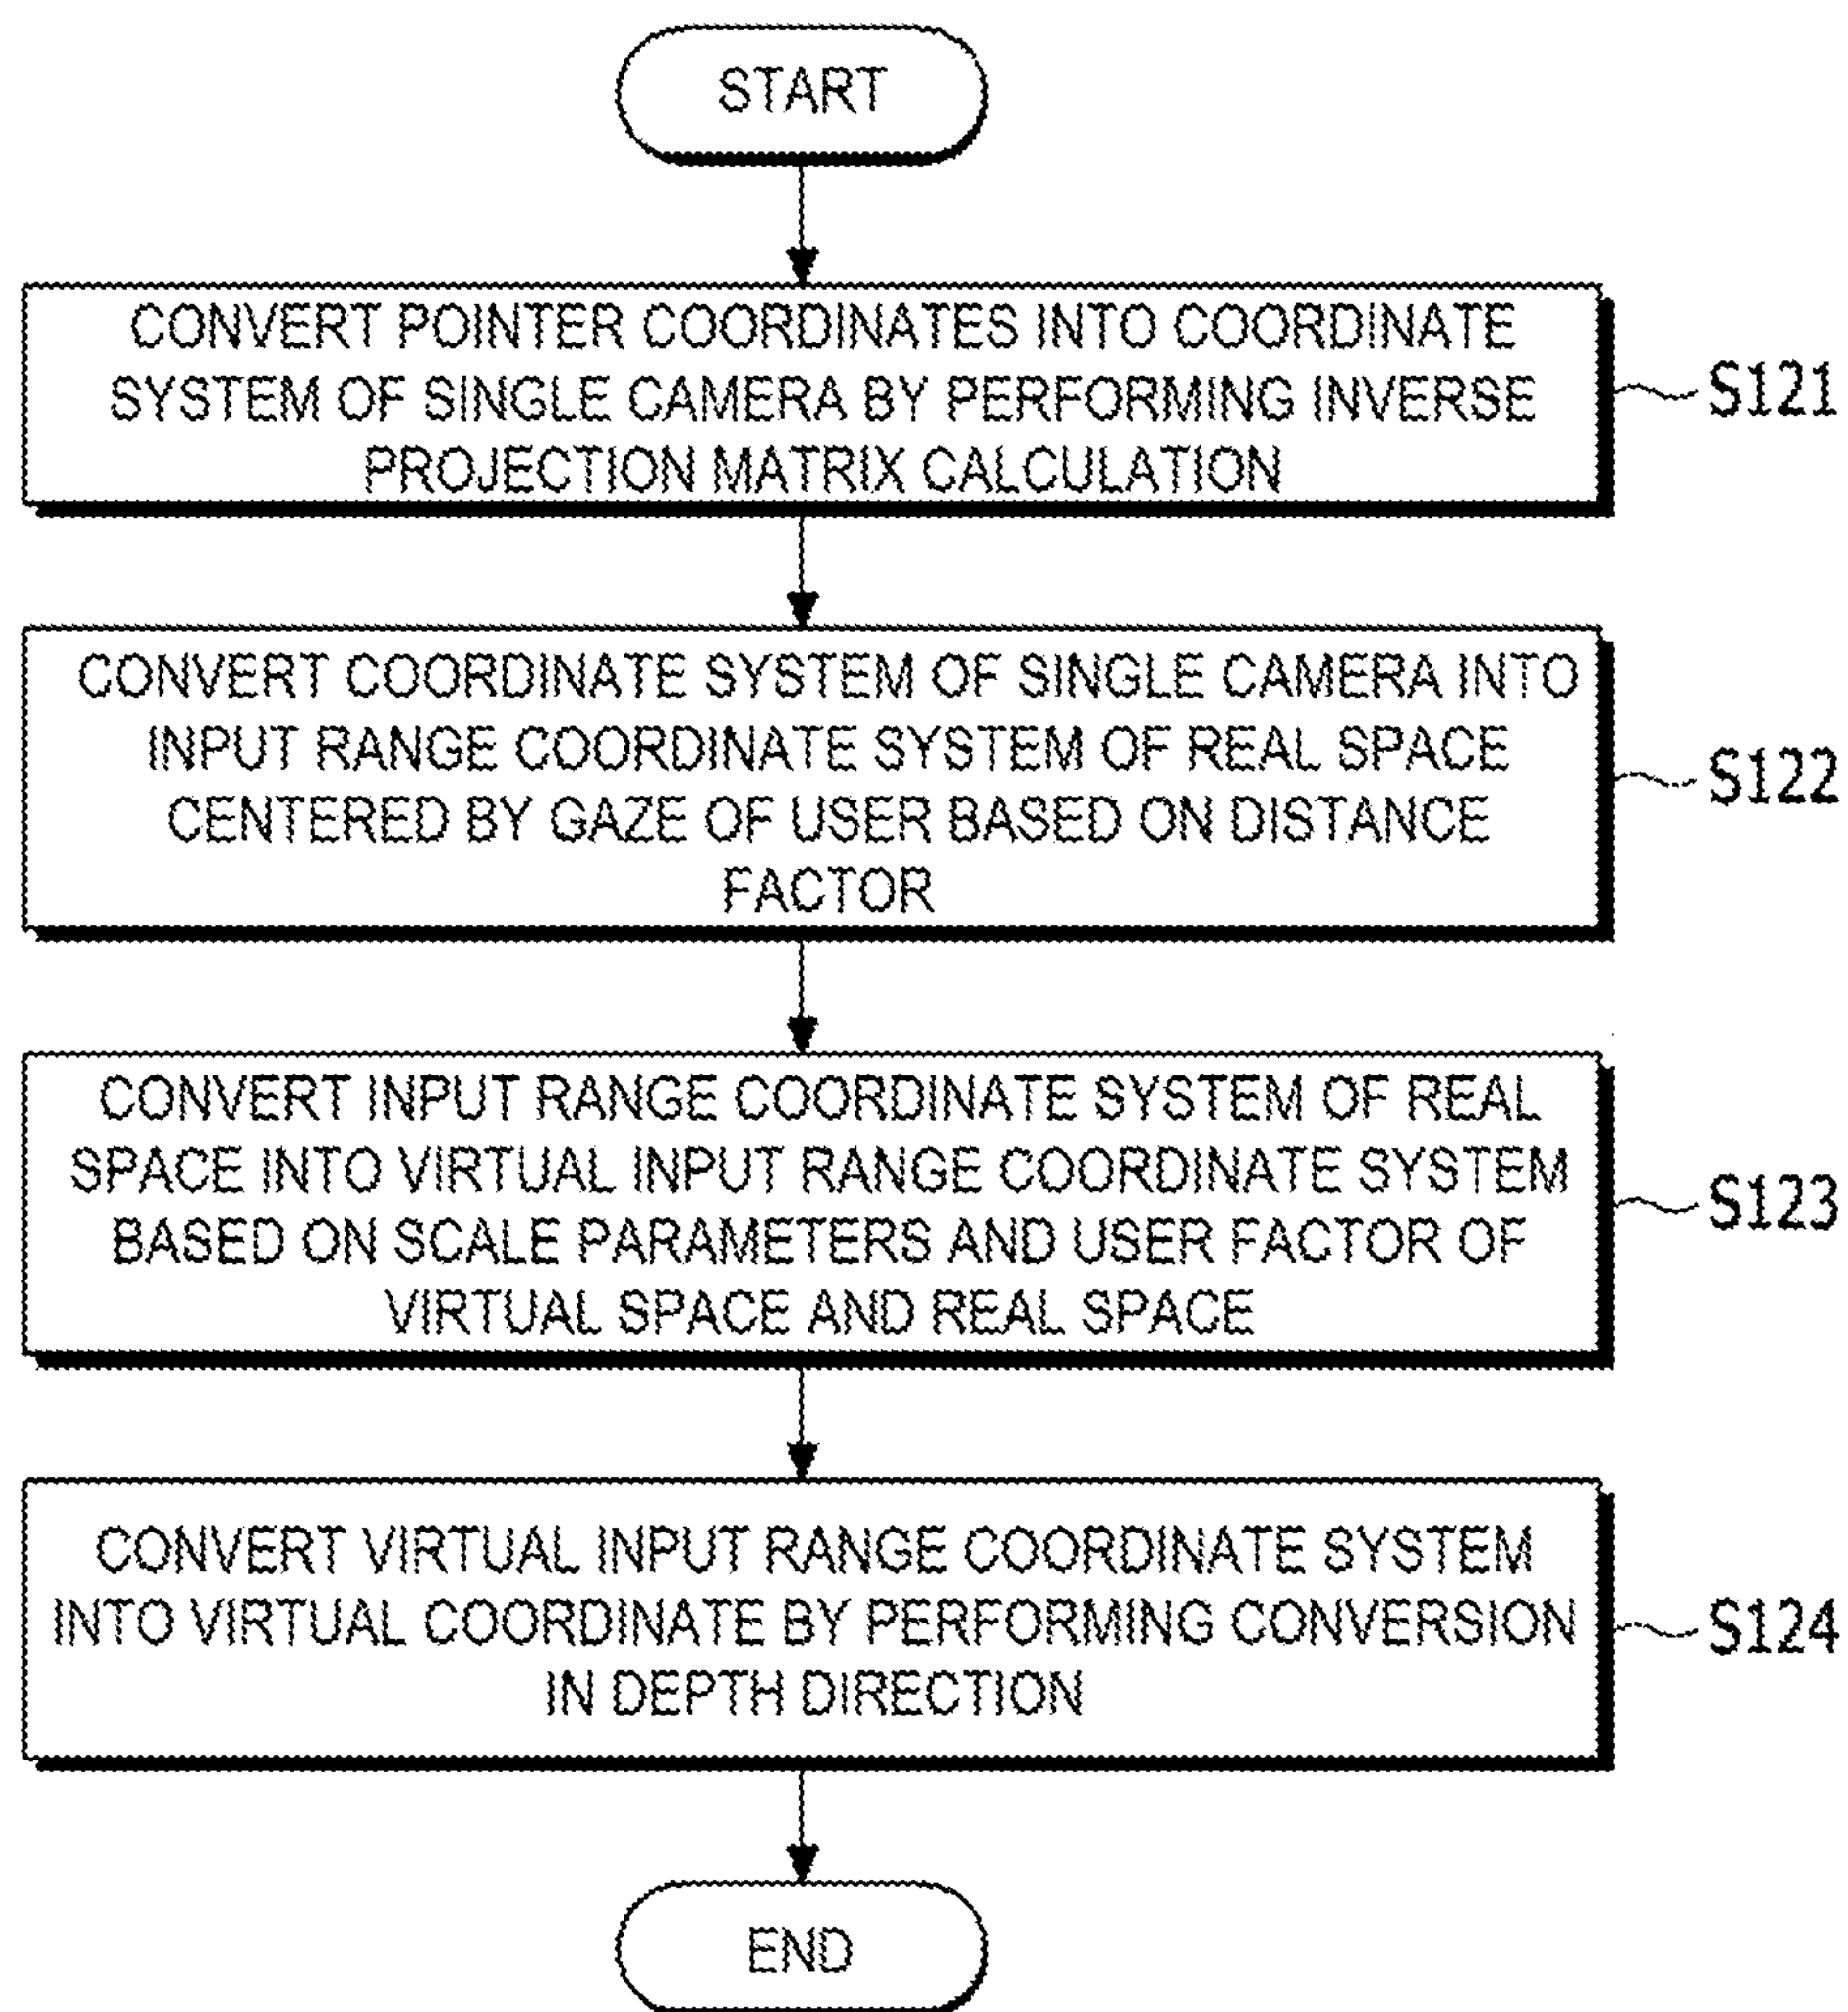 START
CONVERT POINTER COORDINATES INTO COORDINATE
SYSTEM OF SINGLE CAMERA BY PERFORMING INVERSE
PROJECTION MATRIX CALCULATION
S121
CONVERT COORDINATE SYSTEM OF SINGLE CAMERA INTO
INPUT RANGE COORDINATE SYSTEM OF REAL SPACE
CENTERED BY GAZE OF USER BASED ON DISTANCE
FACTOR
S122
CONVERT INPUT RANGE COORDINATE SYSTEM OF REAL
SPACE INTO VIRTUAL INPUT RANGE COORDINATE SYSTEM
BASED ON SCALE PARAMETERS AND USER FACTOR OF
VIRTUAL SPACE AND REAL SPACE
S123
CONVERT VIRTUAL INPUT RANGE COORDINATE SYSTEM
INTO VIRTUAL COORDINATE BY PERFORMING CONVERSION
IN DEPTH DIRECTION
S124
END